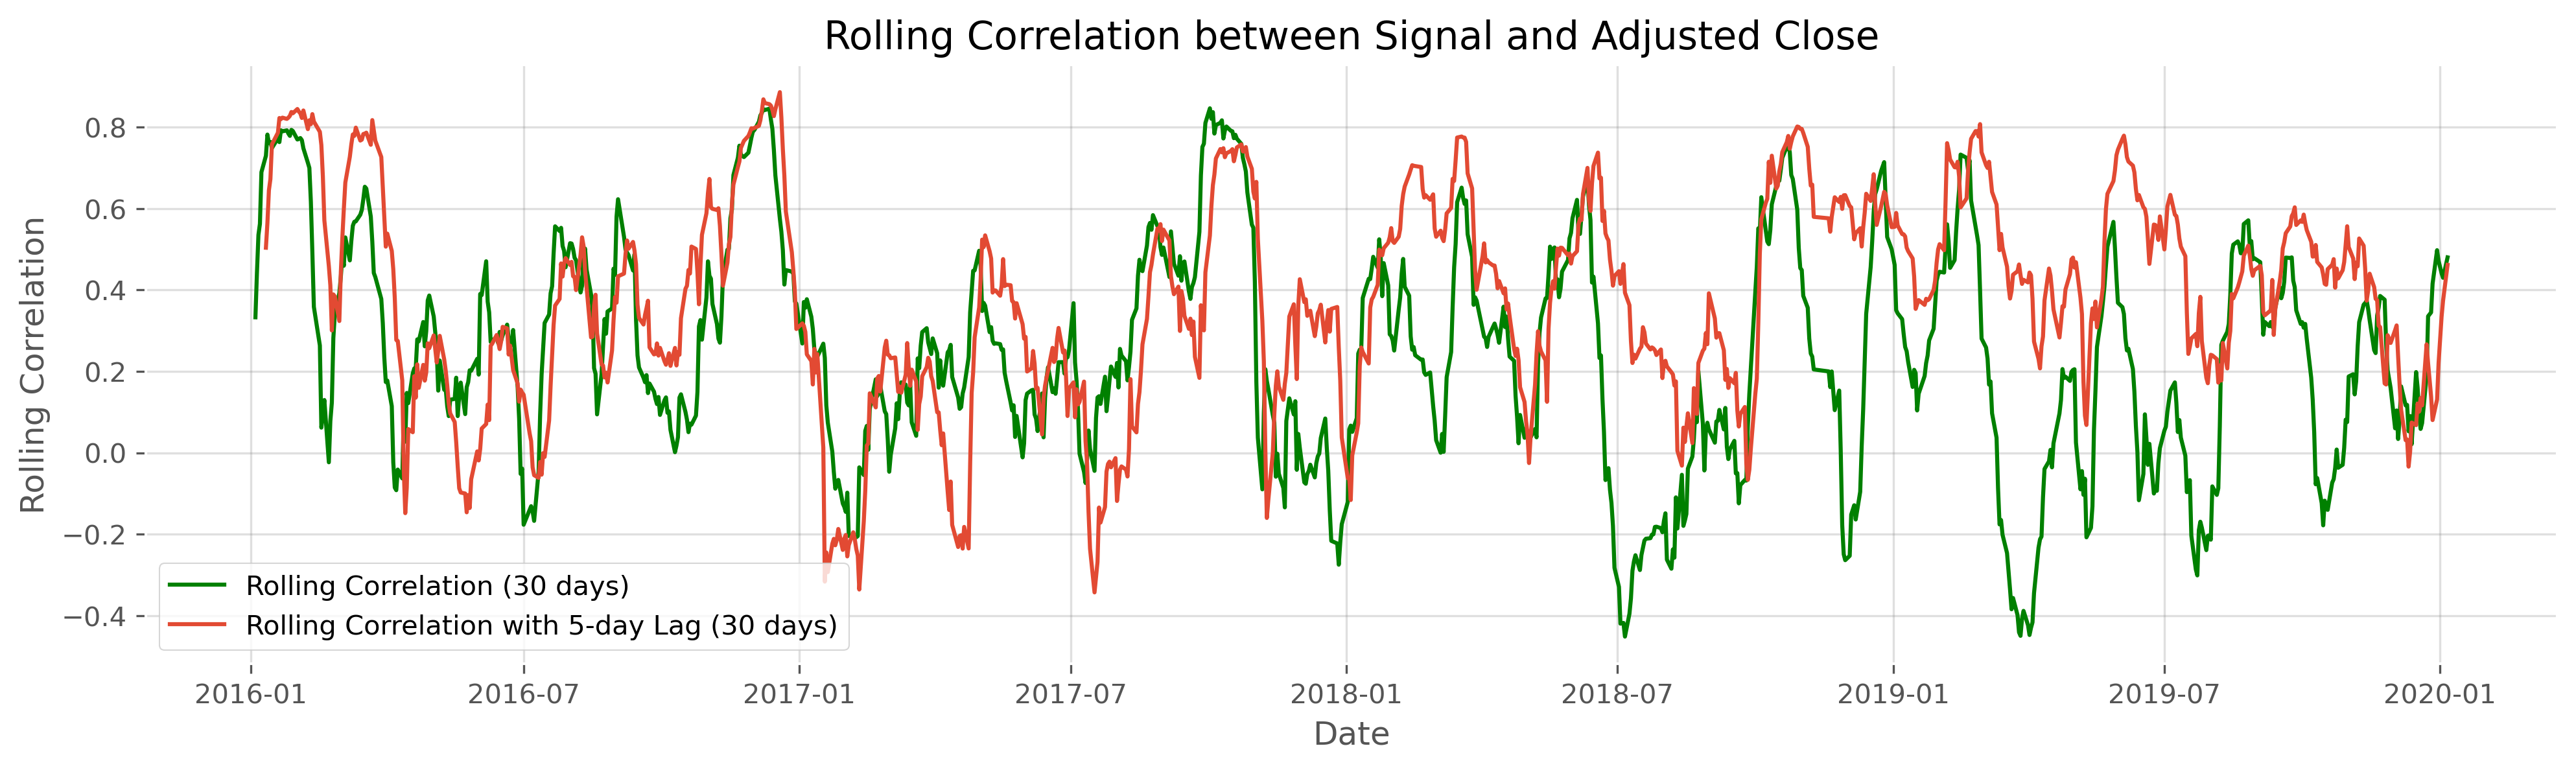 Rolling Correlation between Signal and Adjusted Close
Rolling Correlation
0.8
0.6
0.4
0.2
0.0
−0.2
−0.4
Rolling Correlation (30 days)
Rolling Correlation with 5-day Lag (30 days)
2016-01 2016-07 2017-01 2017-07 2018-01 2018-07 2019-01 2019-07 2020-01
Date